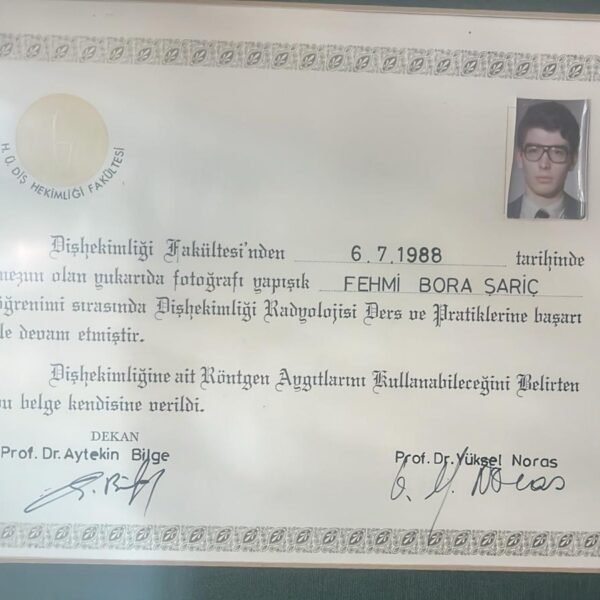 H. Ü. DİŞ HEKİMLİĞİ FAKÜLTESİ
Dişhekimliği Fakültesi'nden 6.7.1988 tarihinde
mezun olan yukarıda fotoğrafı yapışık FEHMİ BORA ŞARİÇ
öğrenimi sırasında Dişhekimliği Radyolojisi Ders ve Pratiklerine başarı
ile devam etmiştir.
Dişhekimliğine ait Röntgen Aygıtlarını Kullanabileceğini Belirten
bu belge kendisine verildi.
DEKAN
Prof. Dr. Aytekin Bilge
Prof. Dr. Yüksel Noras